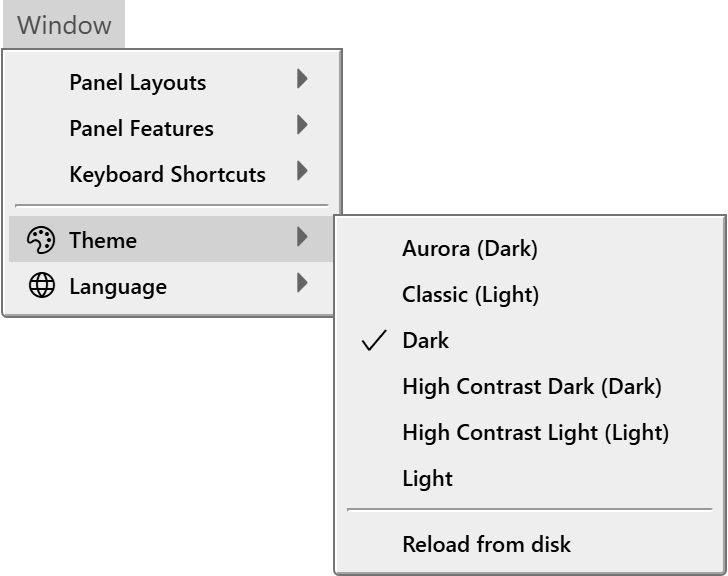 Window
Panel Layouts
Panel Features
Keyboard Shortcuts
Theme
Language
Aurora (Dark)
Classic (Light)
Dark
High Contrast Dark (Dark)
High Contrast Light (Light)
Light
Reload from disk